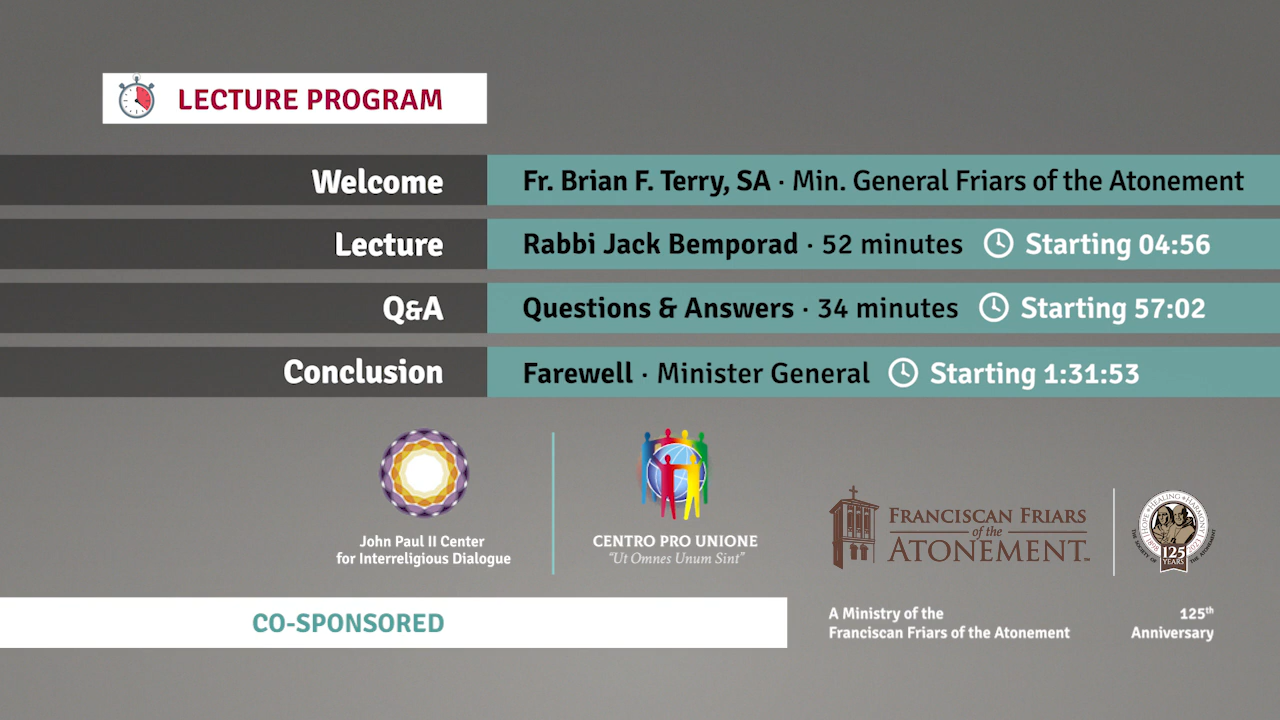 LECTURE PROGRAM
Welcome
Fr. Brian F. Terry, SA · Min. General Friars of the Atonement
Lecture
Rabbi Jack Bemporad · 52 minutes Starting 04:56
Q&A
Questions & Answers · 34 minutes Starting 57:02
Conclusion
Farewell · Minister General Starting 1:31:53
John Paul II Center
for Interreligious Dialogue
CENTRO PRO UNIONE
“Ut Omnes Unum Sint”
FRANCISCAN FRIARS
of the
ATONEMENT™
HEALING
125
YEARS
CO-SPONSORED
A Ministry of the
Franciscan Friars of the Atonement
125th
Anniversary